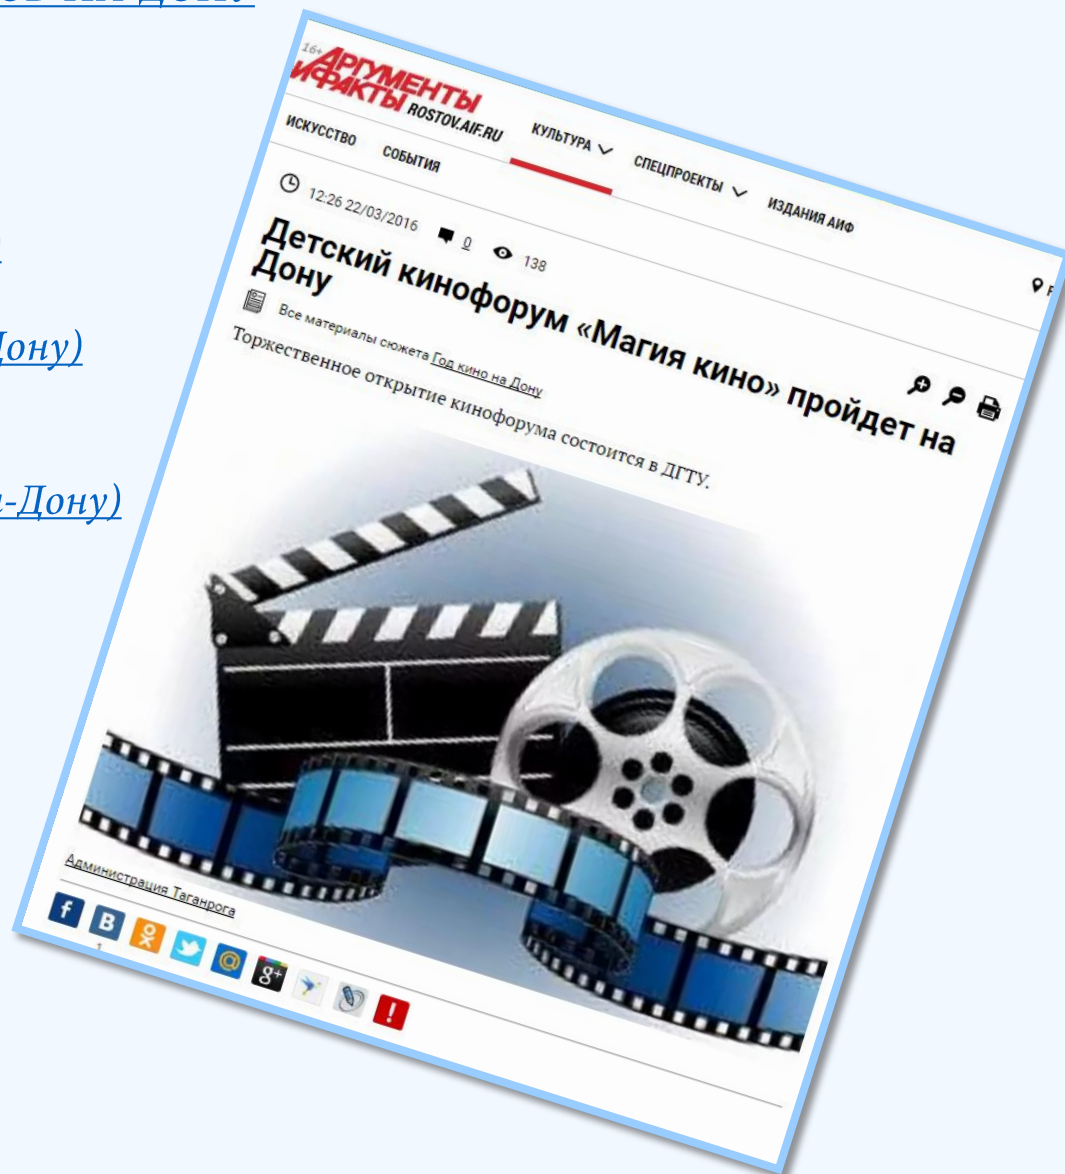 Дону)
-Дону)
16+
АРГУМЕНТЫ
И ФАКТЫ ROSTOV.AIF.RU
КУЛЬТУРА СПЕЦПРОЕКТЫ ИЗДАНИЯ АИФ
ИСКУССТВО СОБЫТИЯ
12:26 22/03/2016 0 138
Детский кинофорум «Магия кино» пройдет на
Дону
Все материалы сюжета Год кино на Дону
Торжественное открытие кинофорума состоится в ДГТУ.
Администрация Таганрога
1